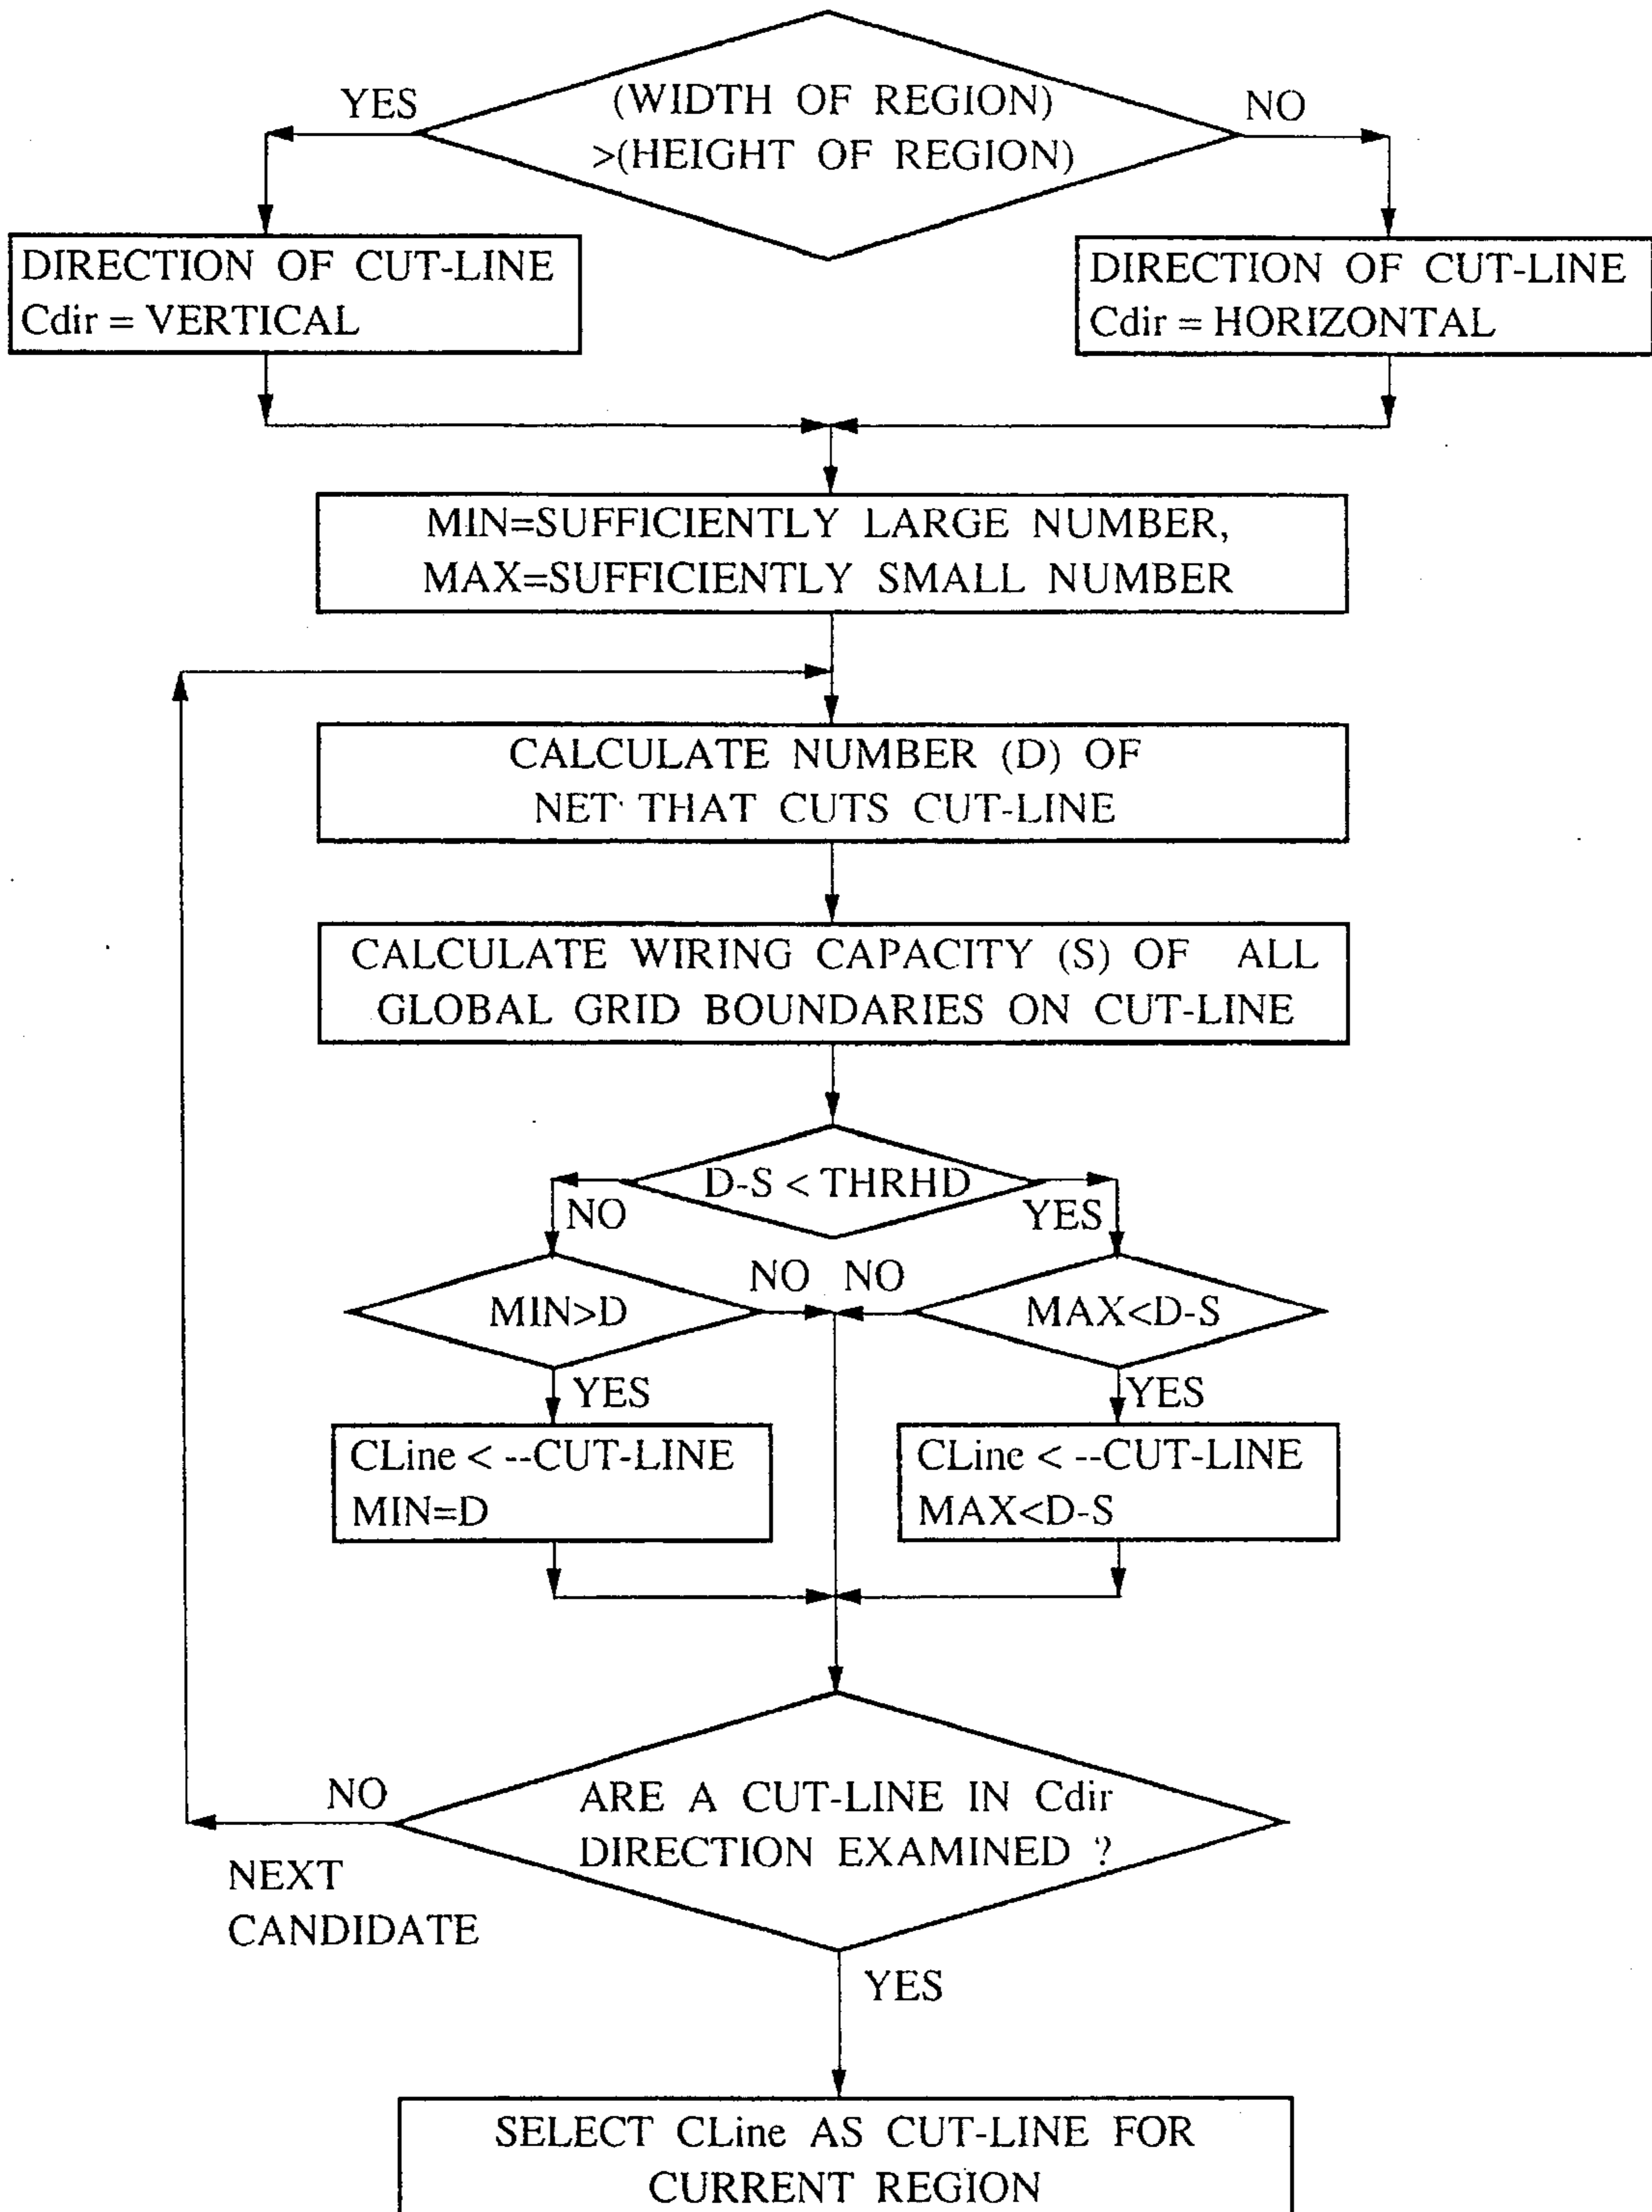 (WIDTH OF REGION)
>(HEIGHT OF REGION)
YES
NO
DIRECTION OF CUT-LINE
Cdir = VERTICAL
DIRECTION OF CUT-LINE
Cdir = HORIZONTAL
MIN=SUFFICIENTLY LARGE NUMBER,
MAX=SUFFICIENTLY SMALL NUMBER
CALCULATE NUMBER (D) OF
NET THAT CUTS CUT-LINE
CALCULATE WIRING CAPACITY (S) OF ALL
GLOBAL GRID BOUNDARIES ON CUT-LINE
D-S < THRHD
NO
YES
MIN>D
NO
NO
MAX<D-S
YES
YES
CLine < --CUT-LINE
MIN=D
CLine < --CUT-LINE
MAX<D-S
ARE A CUT-LINE IN Cdir
DIRECTION EXAMINED ?
NO
NEXT
CANDIDATE
YES
SELECT CLine AS CUT-LINE FOR
CURRENT REGION